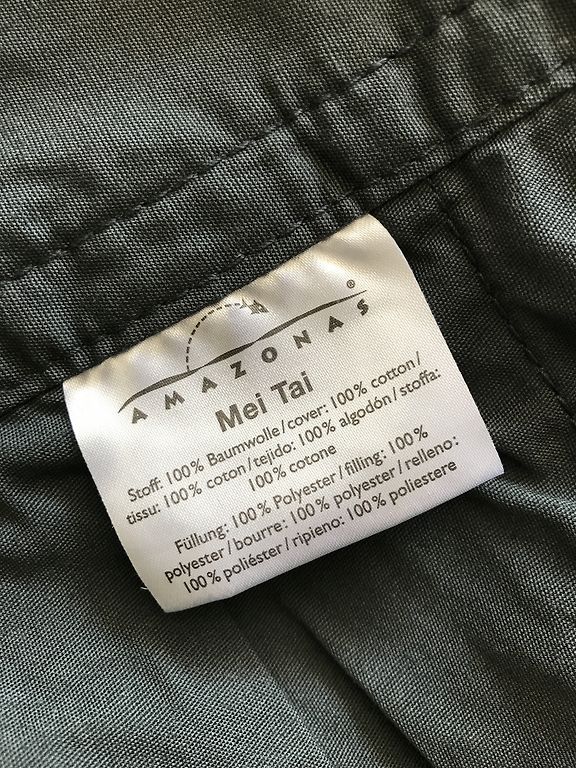 ®
AMAZONAS
Mei Tai
Stoff: 100% Baumwolle/cover: 100% cotton/
tissu: 100% coton/tejido: 100% algodón/stoffa:
100% cotone
Füllung: 100% Polyester/filling: 100%
polyester/bourre: 100% polyester/relleno:
100% poliéster/ripieno: 100% poliestere